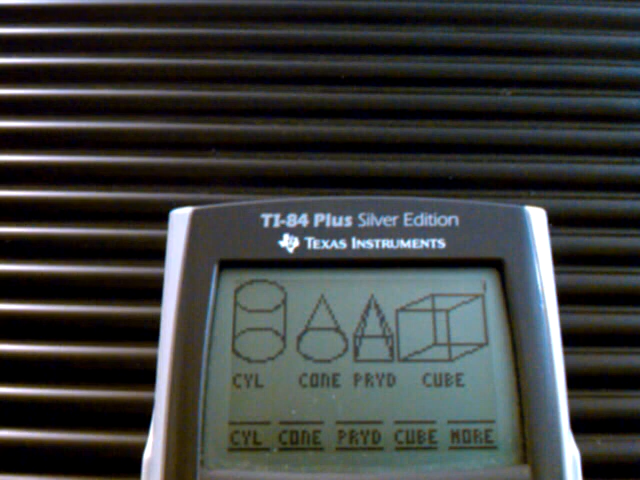 TI-84 Plus Silver Edition
TEXAS INSTRUMENTS
CYL CONE PRYD CUBE
CYL CONE PRYD CUBE MORE